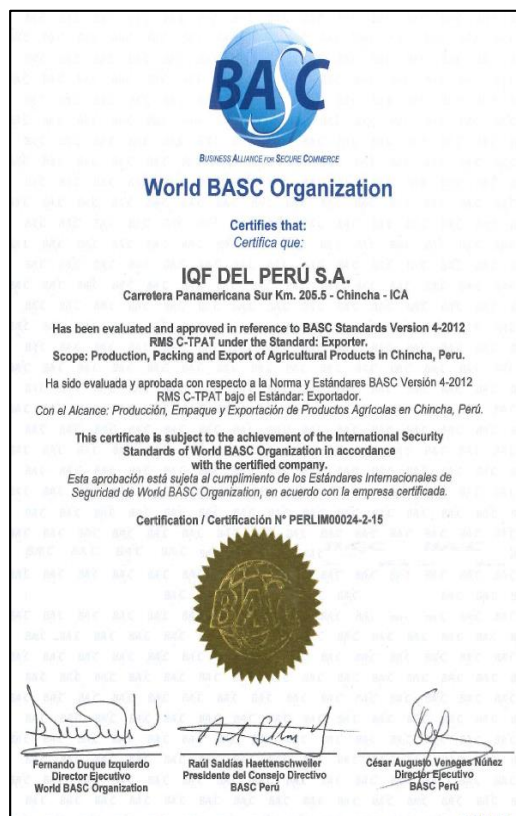 BASC
BUSINESS ALLIANCE FOR SECURE COMMERCE
World BASC Organization
Certifies that:
Certifica que:
IQF DEL PERÚ S.A.
Carretera Panamericana Sur Km. 205.5 - Chincha - ICA
Has been evaluated and approved in reference to BASC Standards Version 4-2012
RMS C-TPAT under the Standard: Exporter.
Scope: Production, Packing and Export of Agricultural Products in Chincha, Peru.
Ha sido evaluada y aprobada con respecto a la Norma y Estándares BASC Versión 4-2012
RMS C-TPAT bajo el Estándar: Exportador.
Con el Alcance: Producción, Empaque y Exportación de Productos Agrícolas en Chincha, Perú.
This certificate is subject to the achievement of the International Security
Standards of World BASC Organization in accordance
with the certified company.
Esta aprobación está sujeta al cumplimiento de los Estándares Internacionales de
Seguridad de World BASC Organization, en acuerdo con la empresa certificada.
Certification / Certificación N° PERLIM00024-2-15
BASC
Fernando Duque Izquierdo
Director Ejecutivo
World BASC Organization
Raúl Saldías Haettenschweiler
Presidente del Consejo Directivo
BASC Perú
César Augusto Venegas Núñez
Director Ejecutivo
BASC Perú